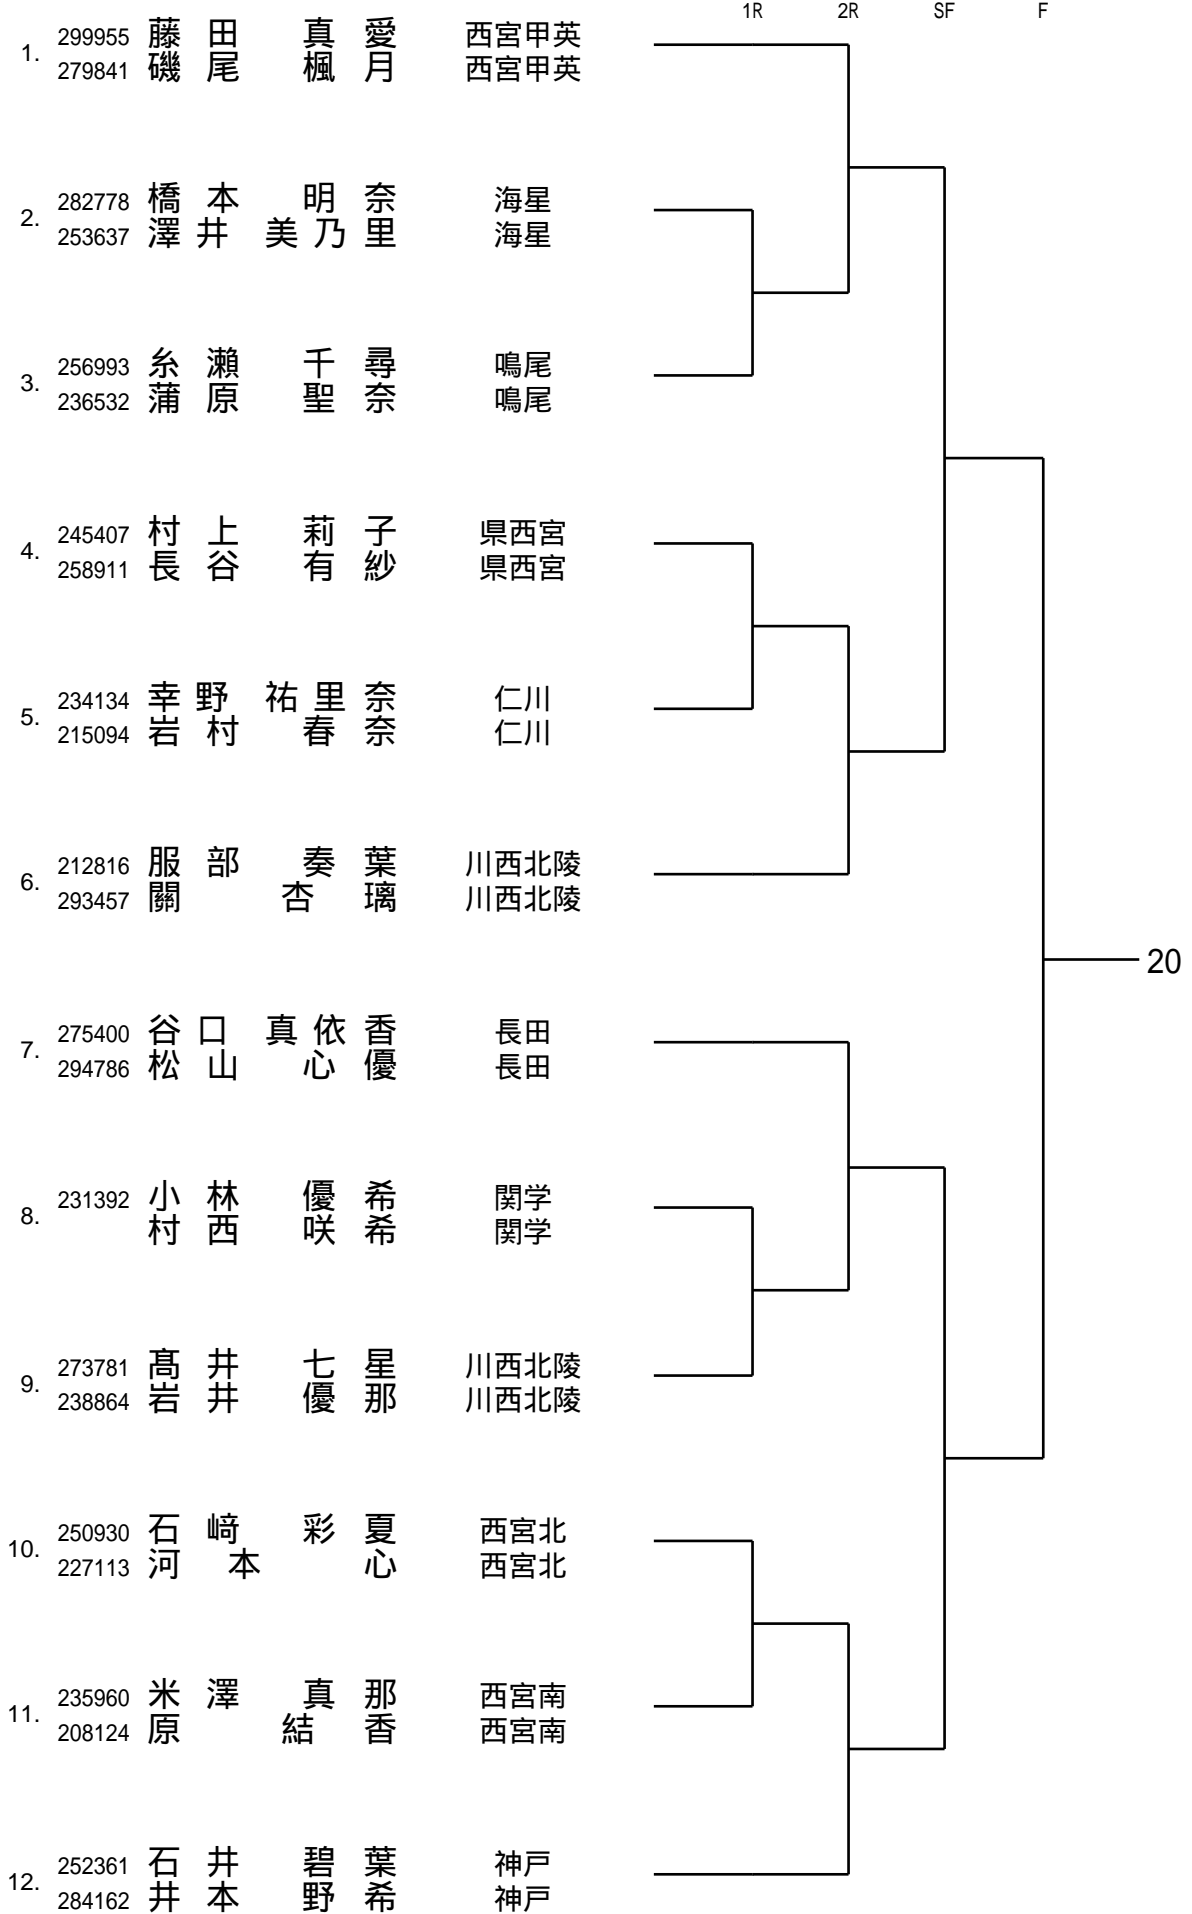 1R 2R SF F
1. 299955 藤田 真愛 西宮甲英
279841 磯尾 楓月 西宮甲英
2. 282778 橋本 明奈 海星
253637 澤井 美乃里 海星
3. 256993 糸瀨 千尋 鳴尾
236532 蒲原 聖奈 鳴尾
4. 245407 村上 莉子 県西宮
258911 長谷 有紗 県西宮
5. 234134 幸野 祐里奈 仁川
215094 岩村 春奈 仁川
6. 212816 服部 奏葉 川西北陵
293457 關 杏璃 川西北陵
20
7. 275400 谷口 真依香 長田
294786 松山 心優 長田
8. 231392 小林 優希 関学
村西 咲希 関学
9. 273781 髙井 七星 川西北陵
238864 岩井 優那 川西北陵
10. 250930 石﨑 彩夏 西宮北
227113 河本 心 西宮北
11. 235960 米澤 真那 西宮南
208124 原 結香 西宮南
12. 252361 石井 碧葉 神戸
284162 井本 野希 神戸